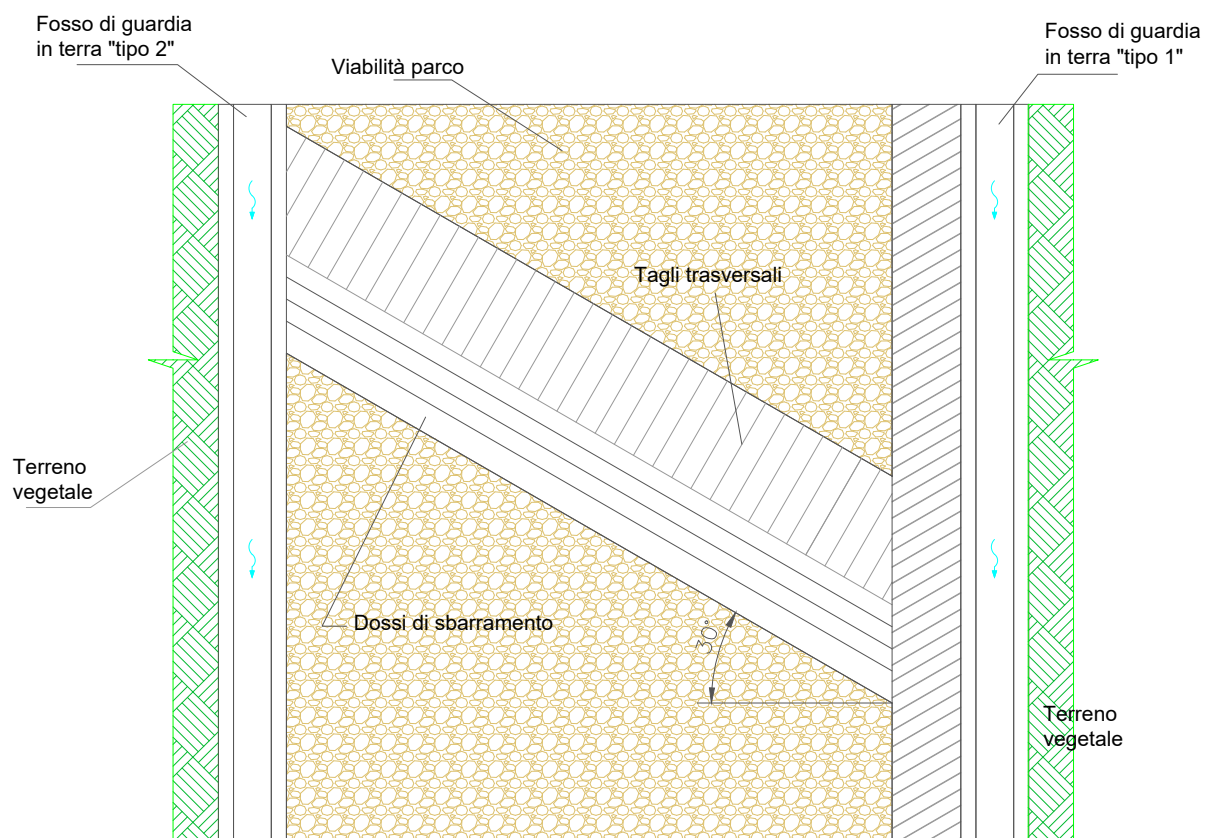 Fosso di guardia
in terra "tipo 2"
Fosso di guardia
in terra "tipo 1"
Viabilità parco
Tagli trasversali
Terreno
vegetale
Dossi di sbarramento
30°
Terreno
vegetale